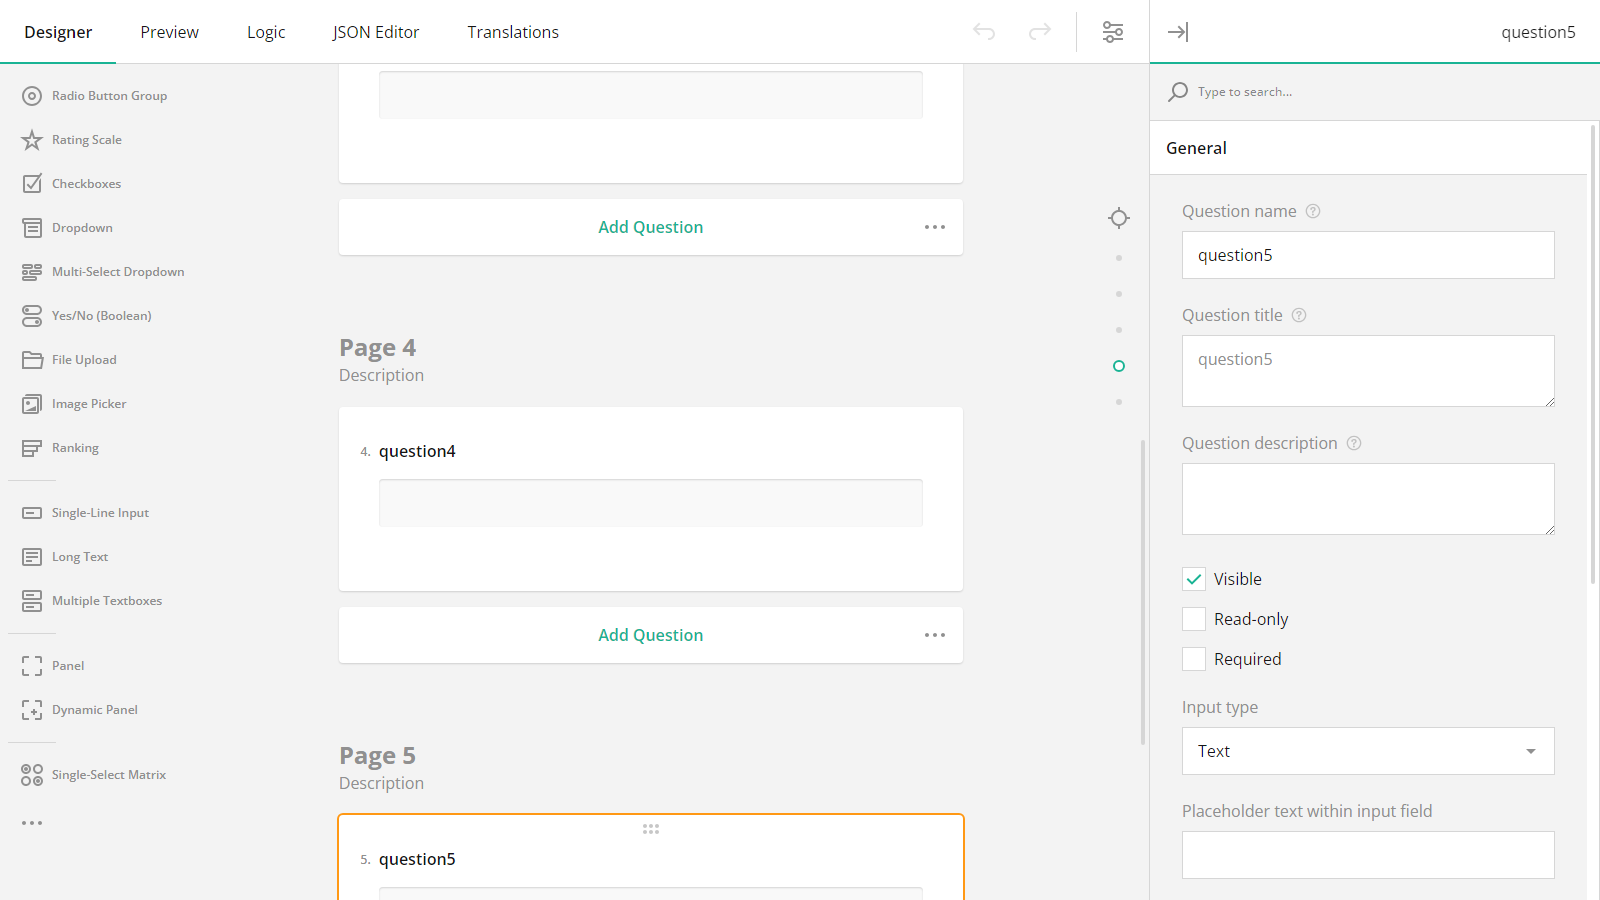 Designer
Preview
Logic
JSON Editor
Translations
question5
Radio Button Group
Rating Scale
Checkboxes
Dropdown
Multi-Select Dropdown
Yes/No (Boolean)
File Upload
Image Picker
Ranking
Single-Line Input
Long Text
Multiple Textboxes
Panel
Dynamic Panel
Single-Select Matrix
Add Question
Page 4
Description
4. question4
Add Question
Page 5
Description
5. question5
Type to search...
General
Question name
question5
Question title
question5
Question description
Visible
Read-only
Required
Input type
Text
Placeholder text within input field